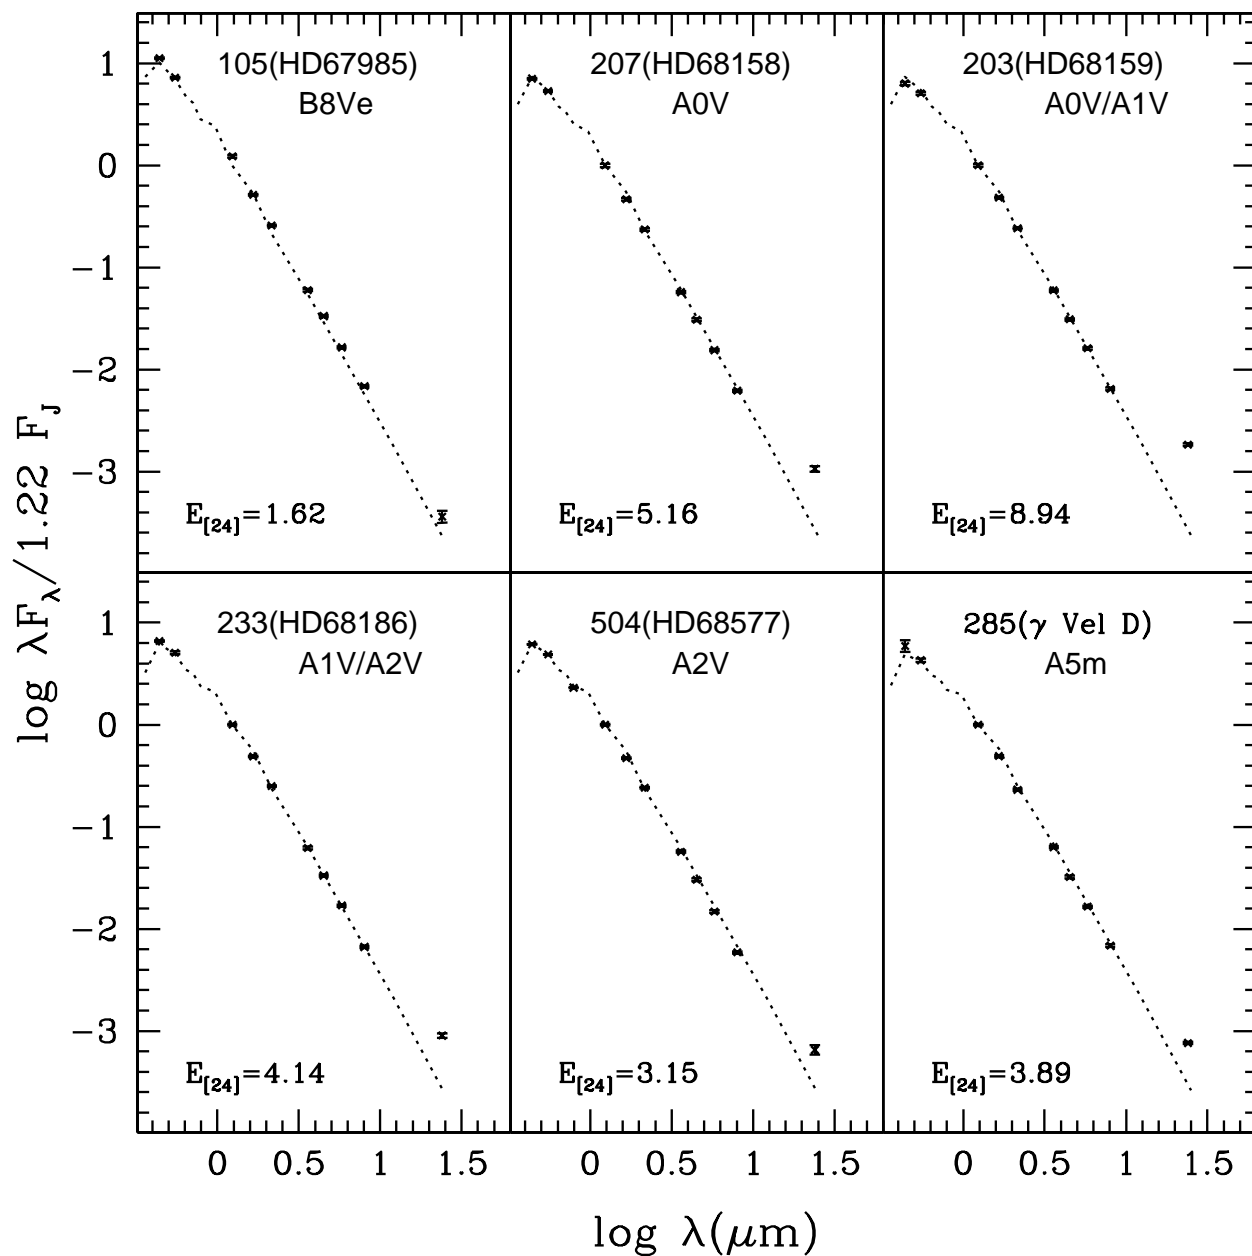 105(HD67985)
B8Ve
207(HD68158)
A0V
203(HD68159)
A0V/A1V
1
0
−1
−2
−3
E[24]=1.62
E[24]=5.16
E[24]=8.94
log λFλ/1.22 FJ
233(HD68186)
A1V/A2V
504(HD68577)
A2V
285(γ Vel D)
A5m
1
0
−1
−2
−3
E[24]=4.14
E[24]=3.15
E[24]=3.89
0 0.5 1 1.5 0 0.5 1 1.5 0 0.5 1 1.5
log λ(μm)